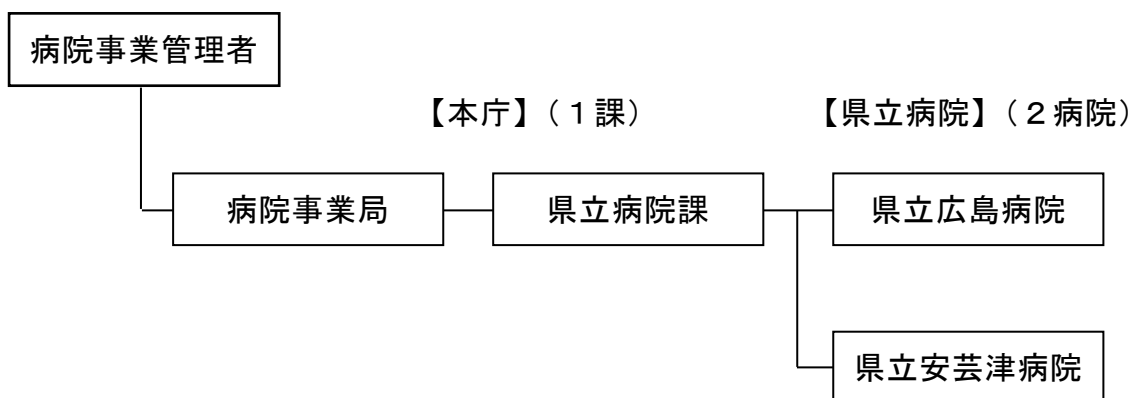 病院事業管理者
【本庁】（１課）
【県立病院】（２病院）
病院事業局
県立病院課
県立広島病院
県立安芸津病院